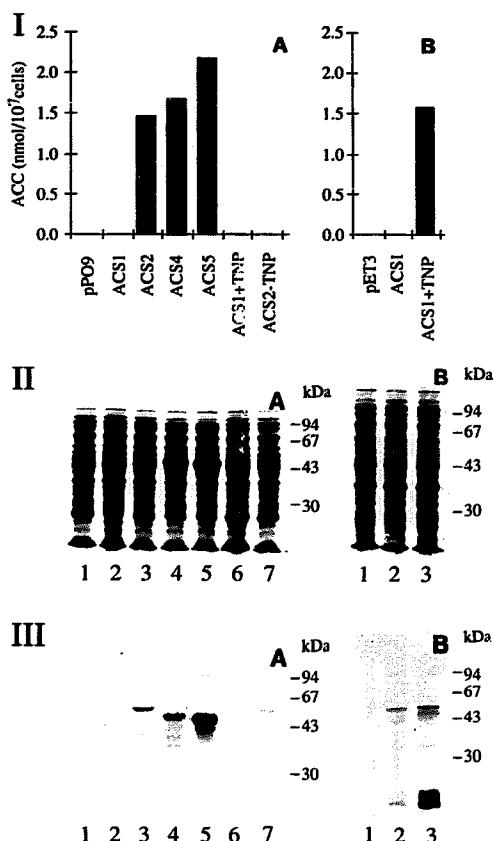 I
A
B
ACC (nmol/10⁷cells)
2.5
2.0
1.5
1.0
0.5
0.0
2.5
2.0
1.5
1.0
0.5
0.0
pPO9
ACS1
ACS2
ACS4
ACS5
ACS1+TNP
ACS2-TNP
pET3
ACS1
ACS1+TNP
II
A
kDa
-94
-67
-43
-30
1 2 3 4 5 6 7
B
kDa
-94
-67
-43
-30
1 2 3
III
A
kDa
-94
-67
-43
-30
1 2 3 4 5 6 7
B
kDa
-94
-67
-43
-30
1 2 3